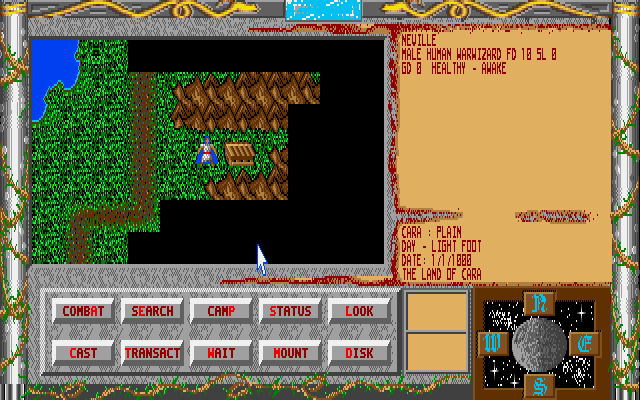 NEVILLE
MALE HUMAN WARWIZARD FD 10 SL 0
GD 0 HEALTHY - AWAKE
CARA : PLAIN
DAY - LIGHT FOOT
DATE: 1/1/1000
THE LAND OF CARA
COMBAT SEARCH CAMP STATUS LOOK
CAST TRANSACT WAIT MOUNT DISK
N
W E
S